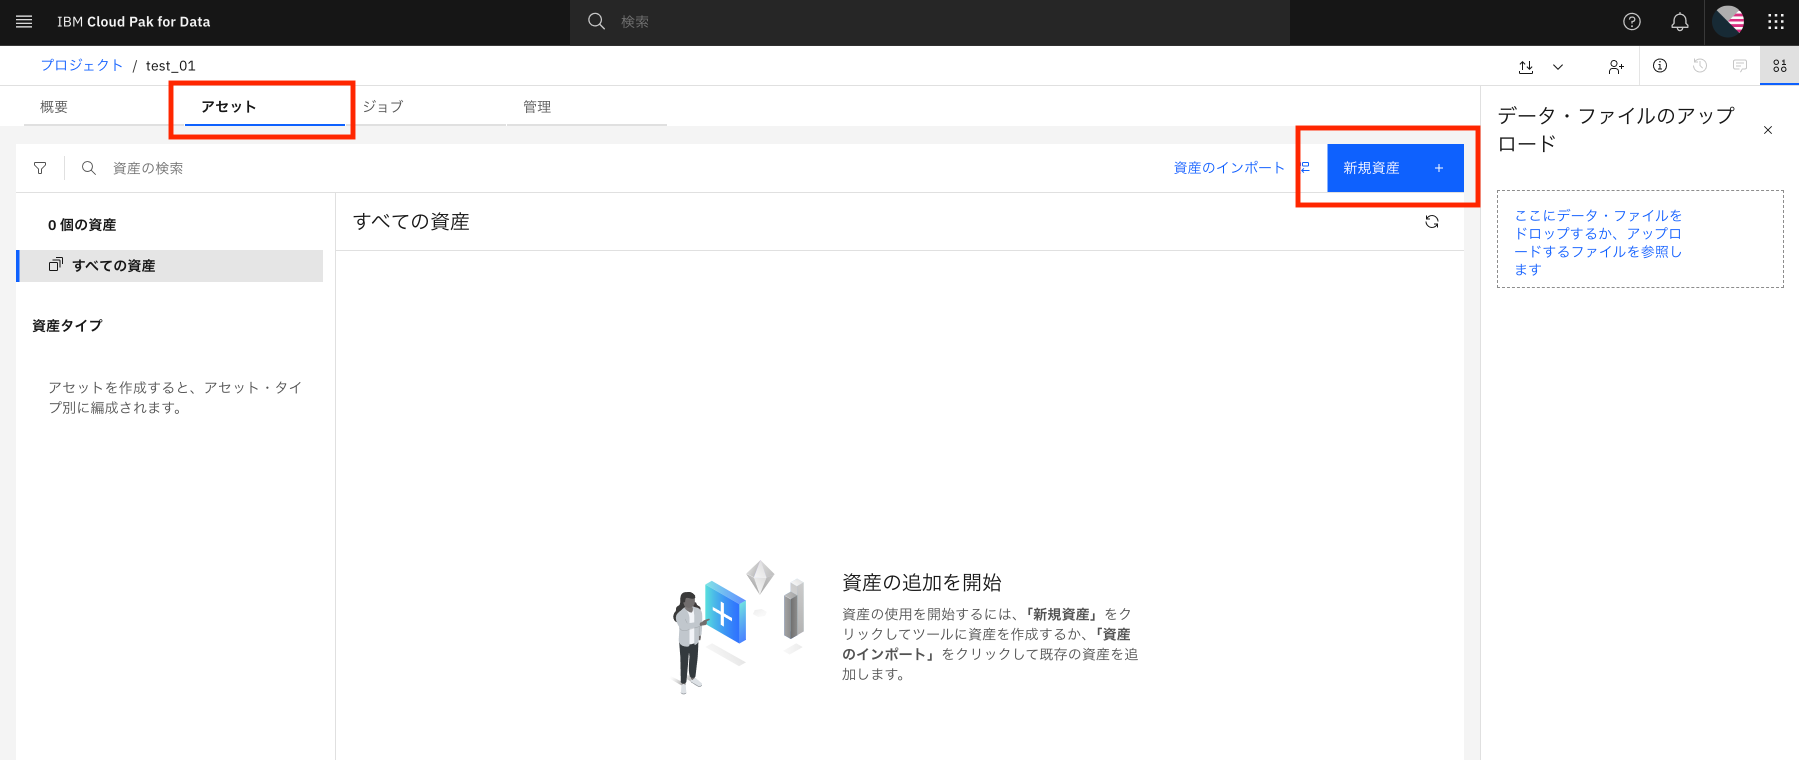 IBM Cloud Pak for Data
検索
プロジェクト / test_01
概要
アセット
ジョブ
管理
資産の検索
資産のインポート
新規資産 +
0 個の資産
すべての資産
資産タイプ
アセットを作成すると、アセット・タイ
プ別に編成されます。
すべての資産
資産の追加を開始
資産の使用を開始するには、「新規資産」をク
リックしてツールに資産を作成するか、「資産
のインポート」をクリックして既存の資産を追
加します。
データ・ファイルのアップ
ロード
ここにデータ・ファイルを
ドロップするか、アップロ
ードするファイルを参照し
ます